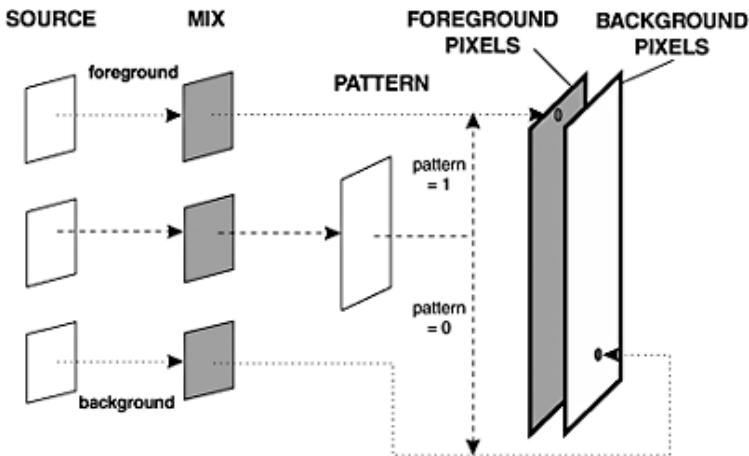 SOURCE
MIX
FOREGROUND
PIXELS
BACKGROUND
PIXELS
foreground
PATTERN
pattern
= 1
pattern
=0
background